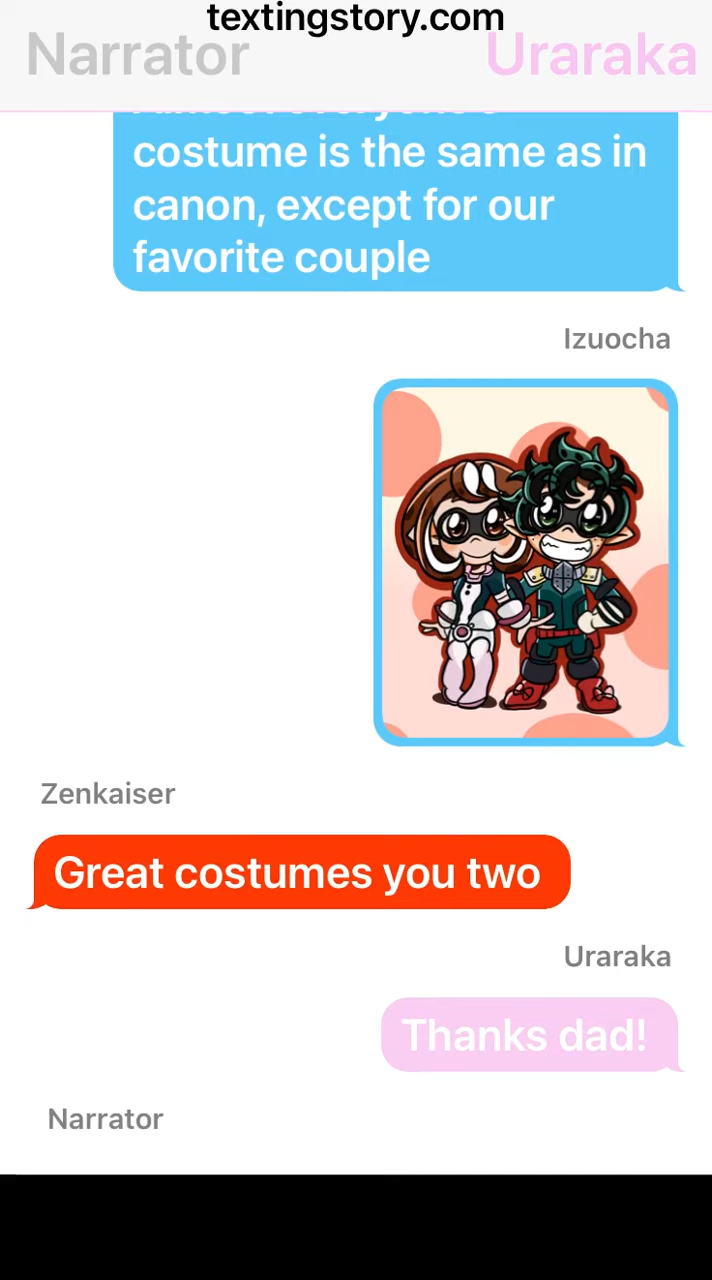 textingstory.com
Narrator Uraraka
costume is the same as in
canon, except for our
favorite couple
Izuocha
Zenkaiser
Great costumes you two
Uraraka
Thanks dad!
Narrator